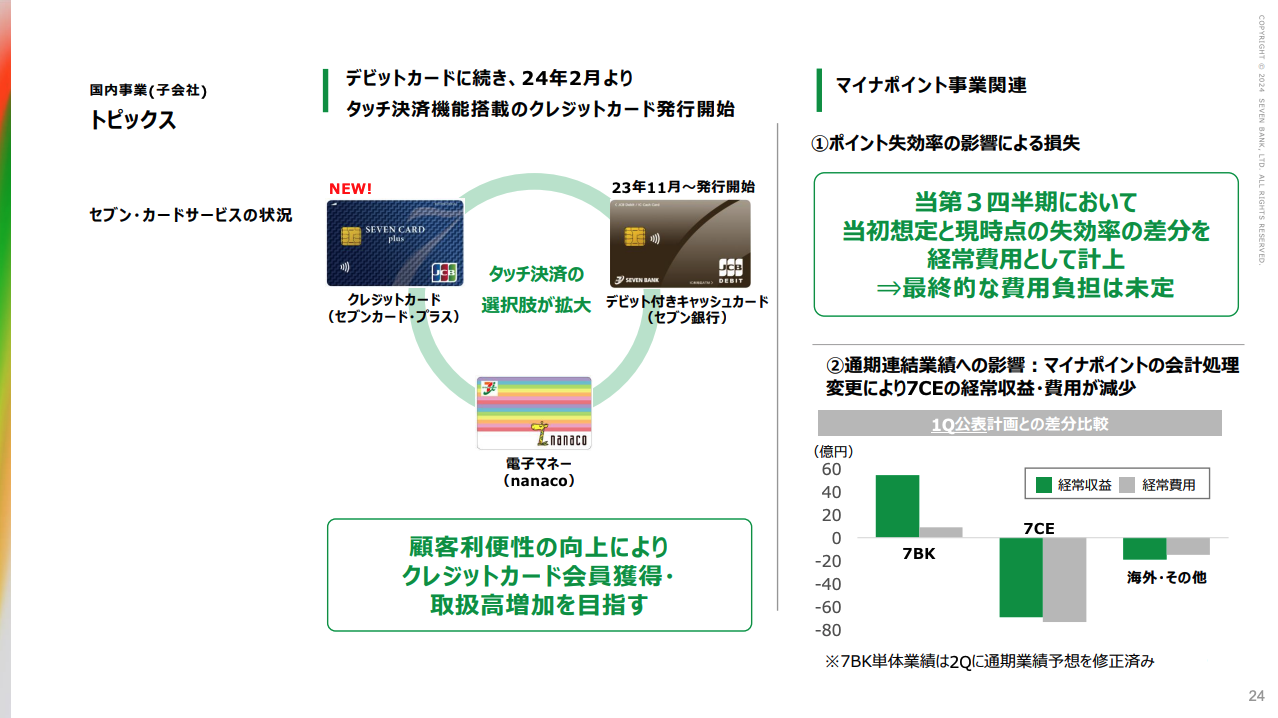 国内事業(子会社)
トピックス
セブン・カードサービスの状況
デビットカードに続き、24年2月より
タッチ決済機能搭載のクレジットカード発行開始
NEW!
23年11月～発行開始
SEVEN CARD
plus
JCB
SEVEN BANK
JCB
DEBIT
タッチ決済の
選択肢が拡大
クレジットカード
（セブンカード・プラス）
デビット付きキャッシュカード
（セブン銀行）
nanaco
電子マネー
（nanaco）
顧客利便性の向上により
クレジットカード会員獲得・
取扱高増加を目指す
マイナポイント事業関連
①ポイント失効率の影響による損失
当第３四半期において
当初想定と現時点の失効率の差分を
経常費用として計上
⇒最終的な費用負担は未定
②通期連結業績への影響：マイナポイントの会計処理
変更により7CEの経常収益・費用が減少
1Q公表計画との差分比較
（億円）
60
40
20
0
-20
-40
-60
-80
経常収益
経常費用
7BK
7CE
海外・その他
※7BK単体業績は2Qに通期業績予想を修正済み
COPYRIGHT © 2024 SEVEN BANK, LTD. ALL RIGHTS RESERVED.
24